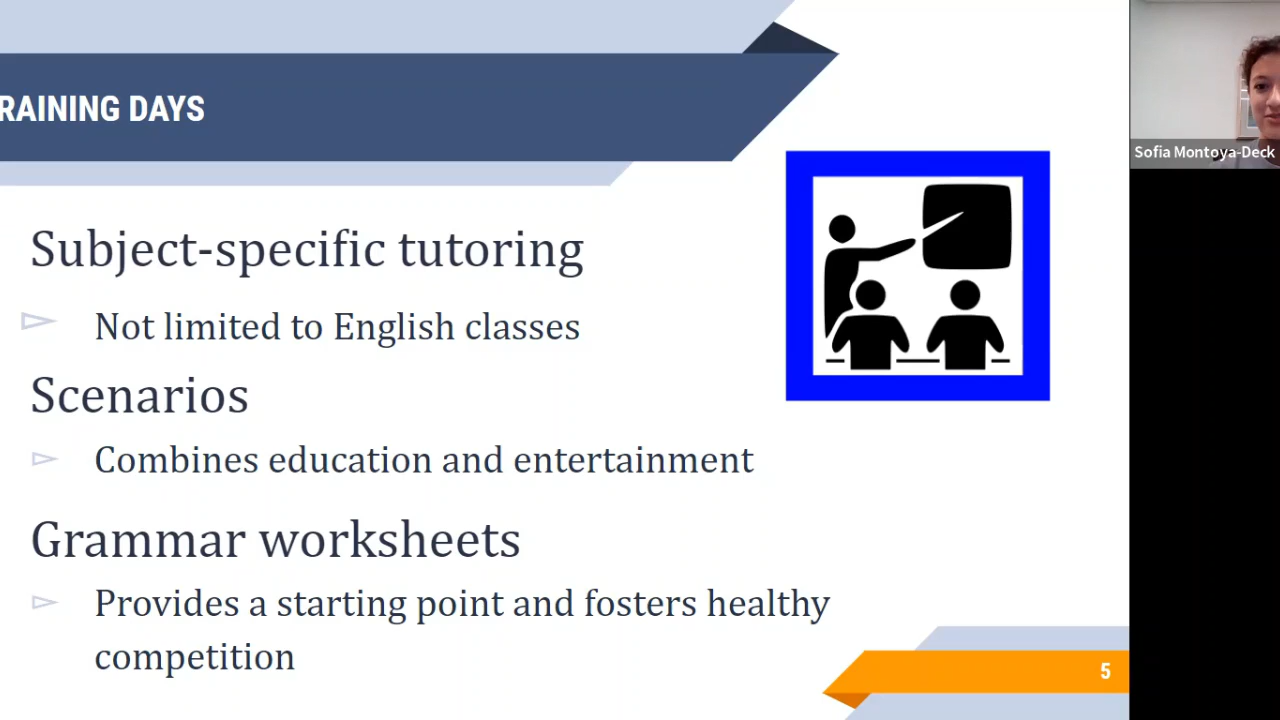 RAINING DAYS
Sofia Montoya-Deck
Subject-specific tutoring
Not limited to English classes
Scenarios
Combines education and entertainment
Grammar worksheets
Provides a starting point and fosters healthy
competition
5